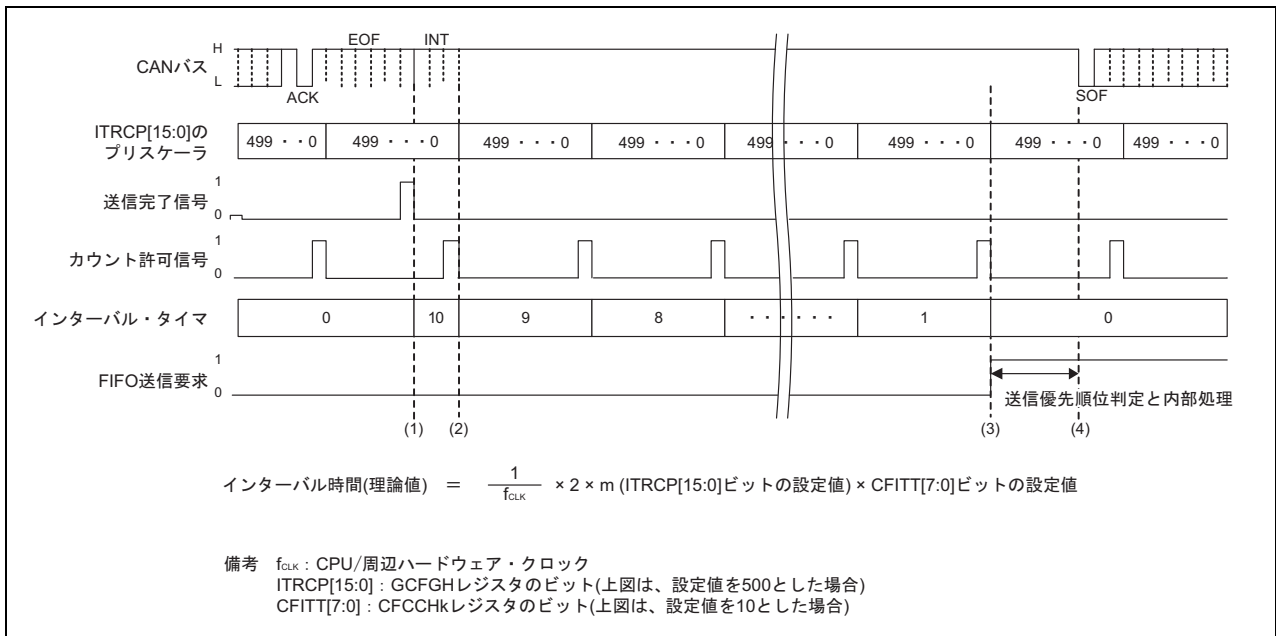 EOF INT
H
CANバス
L
ACK
SOF
ITRCP[15:0]の
プリスケーラ
499・・0 499・・・0 499・・・0 499・・・0 499・・・0 499・・・0 499・・・0 499・・・0
1
送信完了信号
0
1
カウント許可信号
0
インターバル・タイマ 0 10 9 8 ・・・・・・ 1 0
1
FIFO送信要求
0
送信優先順位判定と内部処理
(1) (2) (3) (4)
インターバル時間(理論値) = 1/fCLK × 2 × m (ITRCP[15:0]ビットの設定値) × CFITT[7:0]ビットの設定値
備考 fCLK : CPU/周辺ハードウェア・クロック
ITRCP[15:0] : GCFGHレジスタのビット(上図は、設定値を500とした場合)
CFITT[7:0] : CFCCHkレジスタのビット(上図は、設定値を10とした場合)